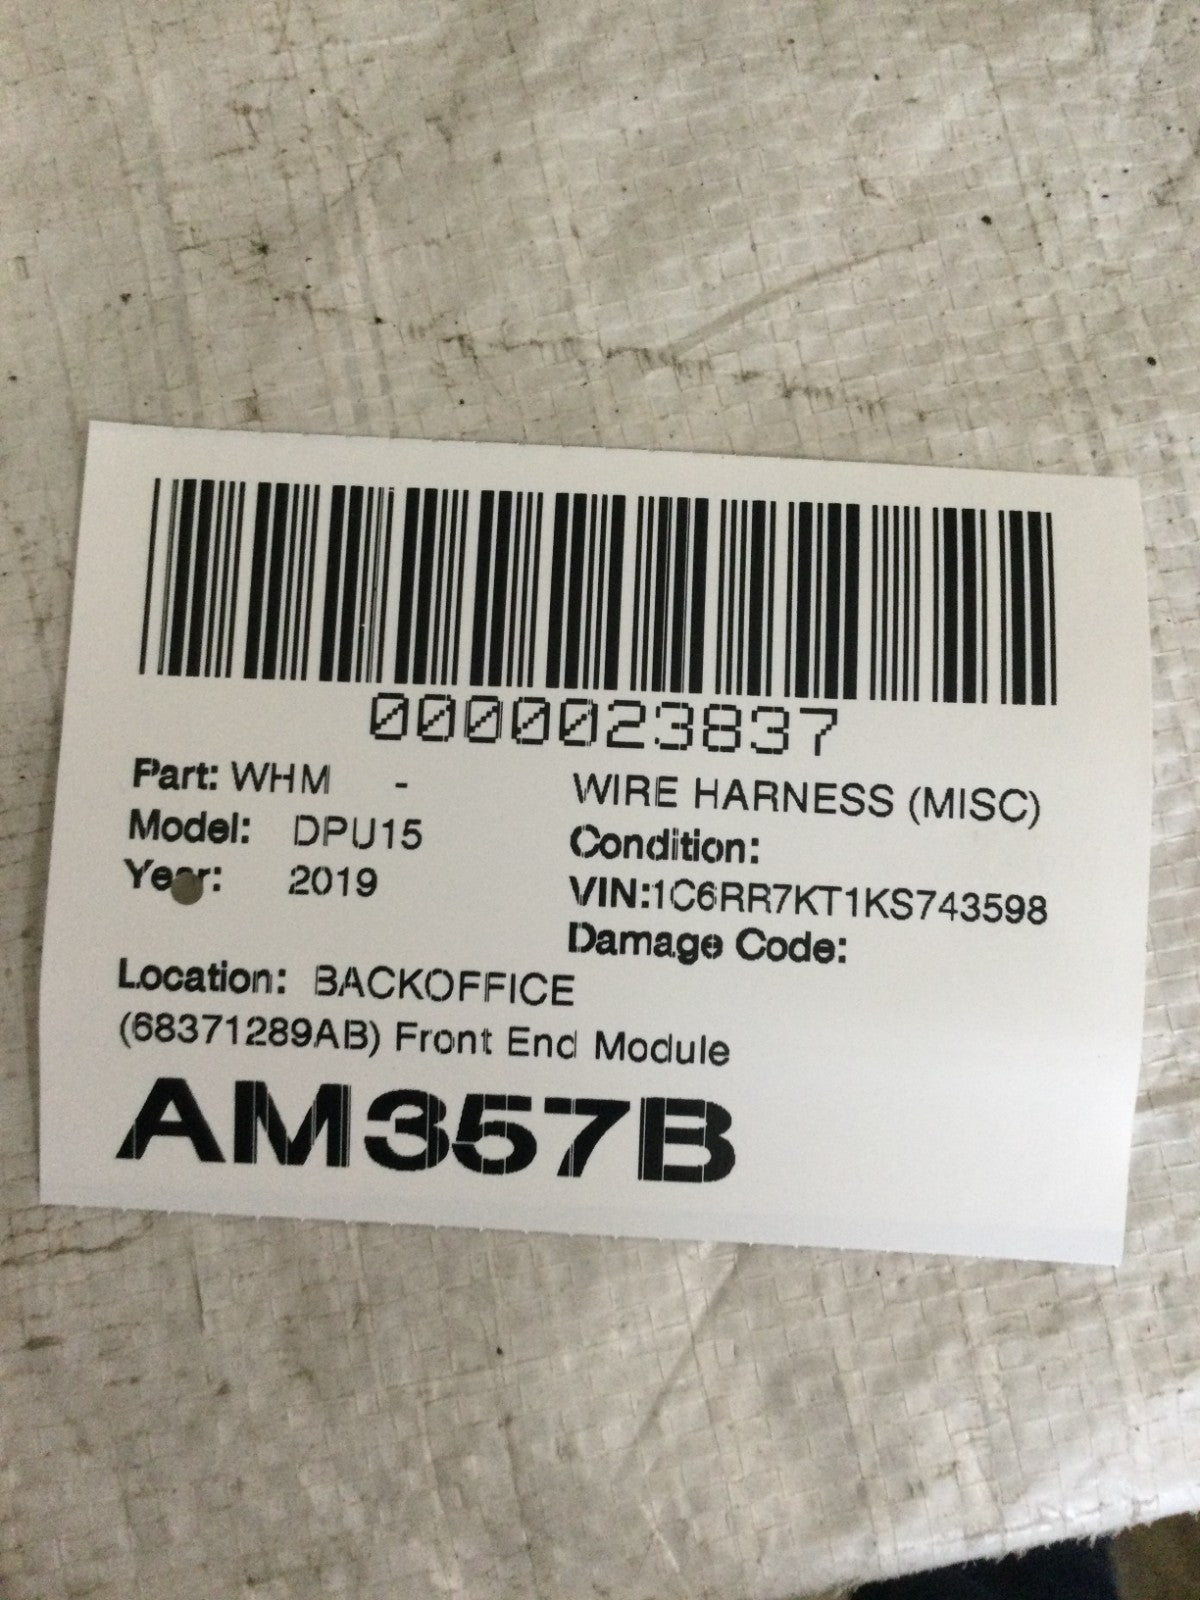 0000023837
Part: WHM - WIRE HARNESS (MISC)
Model: DPU15 Condition:
Year: 2019 VIN:1C6RR7KT1KS743598
Damage Code:
Location: BACKOFFICE
(68371289AB) Front End Module
AM357B